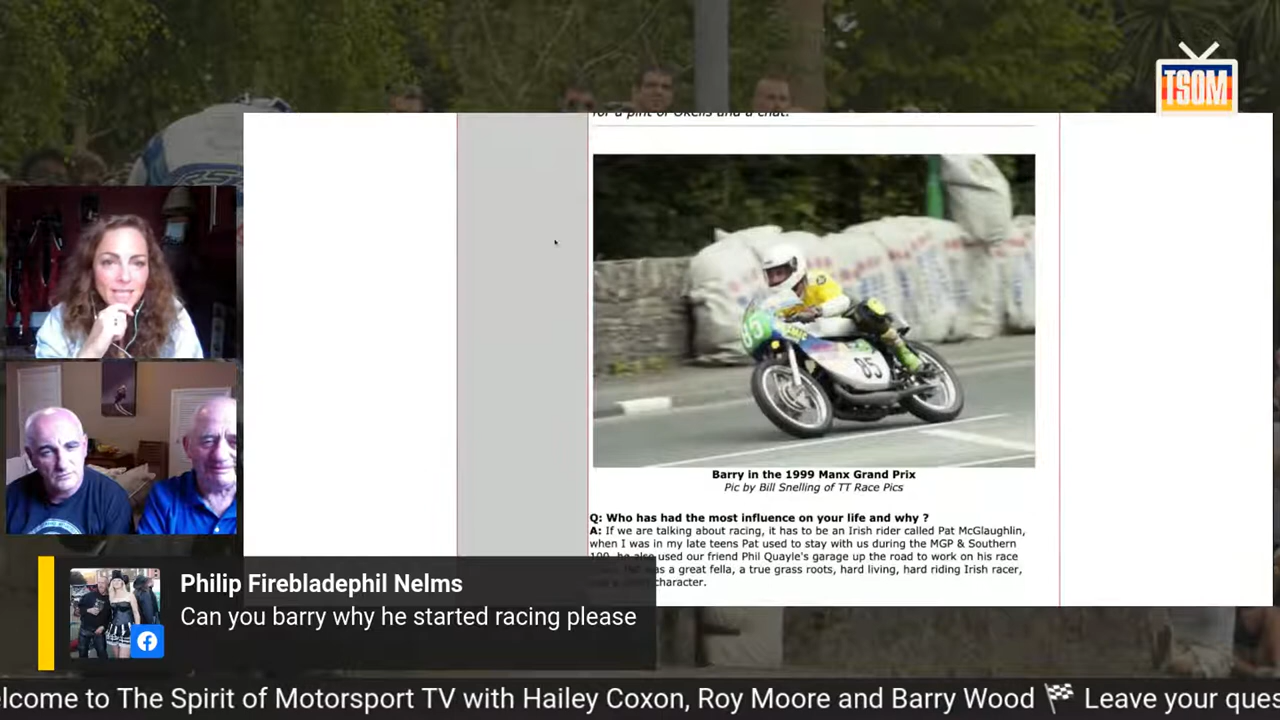 TSOM
for a pint of Okells and a chat.
85
85
Barry in the 1999 Manx Grand Prix
Pic by Bill Snelling of TT Race Pics
Q: Who has had the most influence on your life and why ?
A: If we are talking about racing, it has to be an Irish rider called Pat McGlaughlin,
when I was in my late teens Pat used to stay with us during the MGP & Southern
100, he also used our friend Phil Quayle's garage up the road to work on his race
was a great fella, a true grass roots, hard living, hard riding Irish racer,
character.
Philip Firebladephil Nelms
Can you barry why he started racing please
elcome to The Spirit of Motorsport TV with Hailey Coxon, Roy Moore and Barry Wood 🏁 Leave your ques